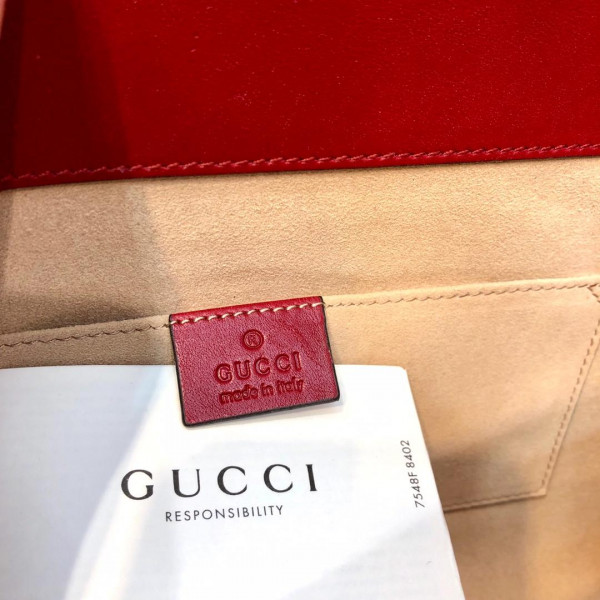 ®
GUCCI
made in italy
GUCCI
RESPONSIBILITY
7548F 8402